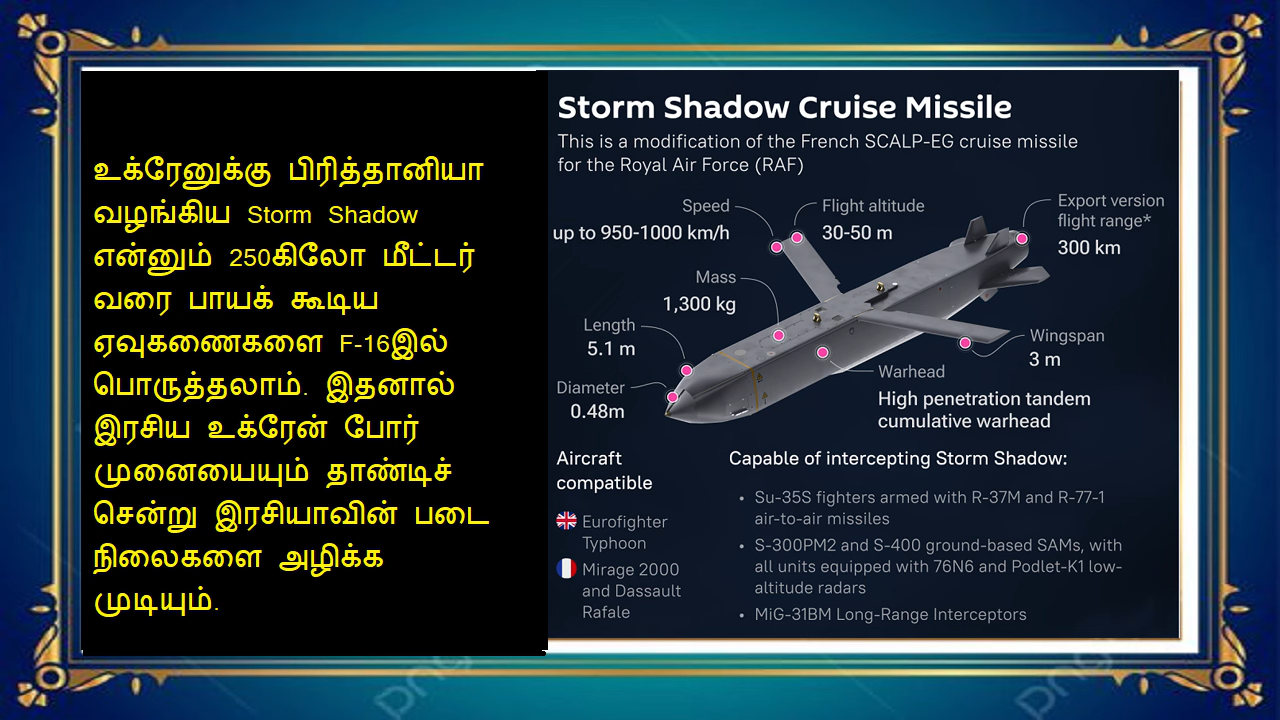 உக்ரேனுக்கு பிரித்தானியா
வழங்கிய Storm Shadow
என்னும் 250கிலோ மீட்டர்
வரை பாயக் கூடிய
ஏவுகணைகளை F-16இல்
பொருத்தலாம். இதனால்
இரசிய உக்ரேன் போர்
முனையையும் தாண்டிச்
சென்று இரசியாவின் படை
நிலைகளை அழிக்க
முடியும்.
Storm Shadow Cruise Missile
This is a modification of the French SCALP-EG cruise missile
for the Royal Air Force (RAF)
Speed
up to 950-1000 km/h
Flight altitude
30-50 m
Export version
flight range*
300 km
Mass
1,300 kg
Length
5.1 m
Diameter
0.48m
Wingspan
3 m
Warhead
High penetration tandem
cumulative warhead
Aircraft
compatible
Eurofighter
Typhoon
Mirage 2000
and Dassault
Rafale
Capable of intercepting Storm Shadow:
• Su-35S fighters armed with R-37M and R-77-1
air-to-air missiles
• S-300PM2 and S-400 ground-based SAMs, with
all units equipped with 76N6 and Podlet-K1 low-
altitude radars
• MiG-31BM Long-Range Interceptors